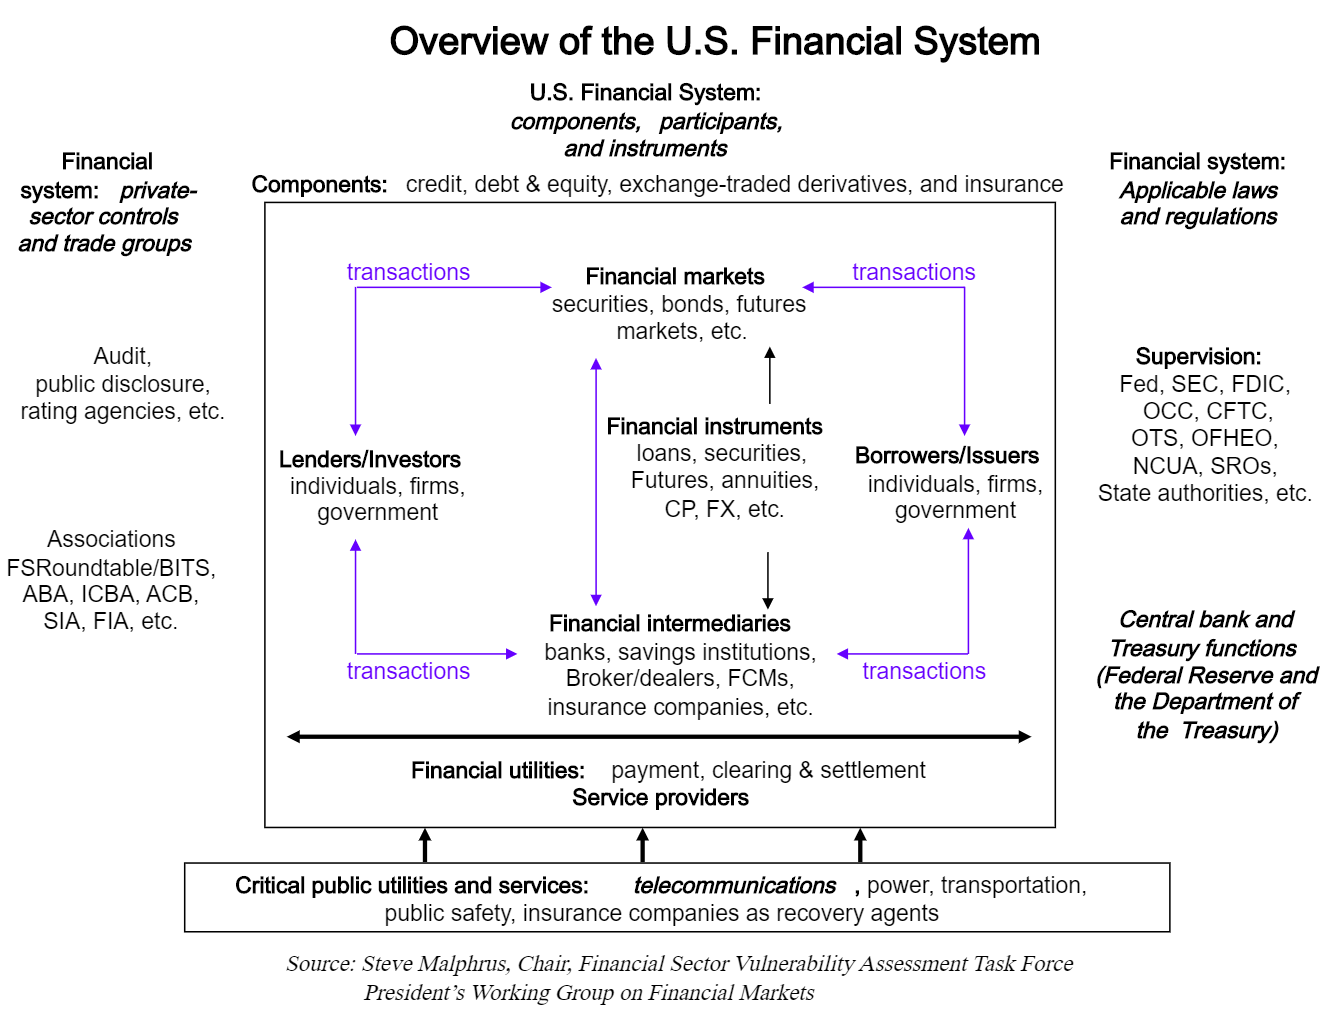 Overview of the U.S. Financial System
U.S. Financial System:
components, participants,
and instruments
Financial
system: private-
sector controls
and trade groups
Components: credit, debt & equity, exchange-traded derivatives, and insurance
Financial system:
Applicable laws
and regulations
Audit,
public disclosure,
rating agencies, etc.
Associations
FSRoundtable/BITS,
ABA, ICBA, ACB,
SIA, FIA, etc.
transactions
Financial markets
securities, bonds, futures
markets, etc.
transactions
Lenders/Investors
individuals, firms,
government
Financial instruments
loans, securities,
Futures, annuities,
CP, FX, etc.
Borrowers/Issuers
individuals, firms,
government
transactions
Financial intermediaries
banks, savings institutions,
Broker/dealers, FCMs,
insurance companies, etc.
transactions
Financial utilities: payment, clearing & settlement
Service providers
Supervision:
Fed, SEC, FDIC,
OCC, CFTC,
OTS, OFHEO,
NCUA, SROs,
State authorities, etc.
Central bank and
Treasury functions
(Federal Reserve and
the Department of
the Treasury)
Critical public utilities and services: telecommunications , power, transportation,
public safety, insurance companies as recovery agents
Source: Steve Malphrus, Chair, Financial Sector Vulnerability Assessment Task Force
President's Working Group on Financial Markets